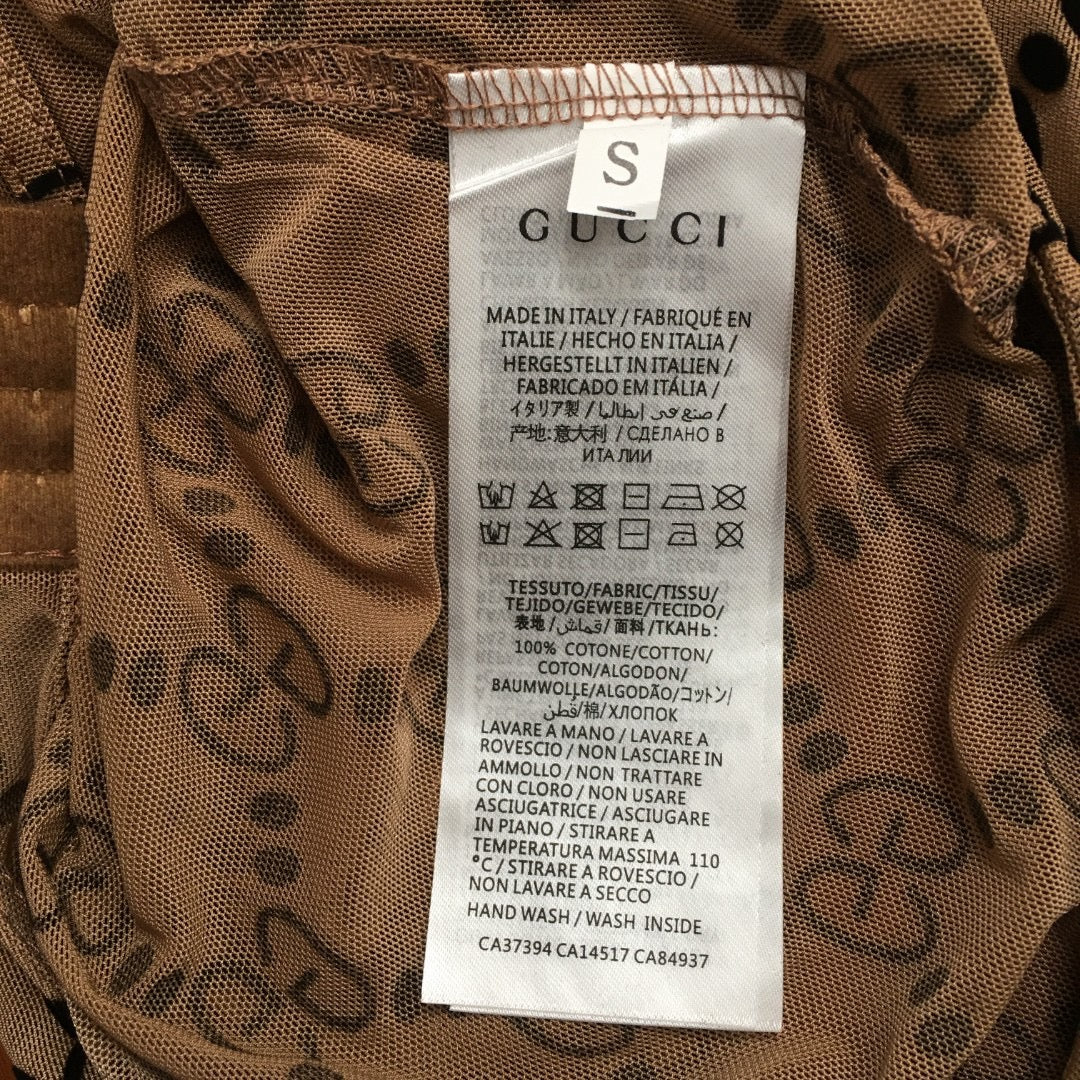 S
GUCCI
MADE IN ITALY / FABRIQUÉ EN
ITALIE / HECHO EN ITALIA /
HERGESTELLT IN ITALIEN /
FABRICADO EM ITÁLIA /
イタリア製 / صنع في إيطاليا /
产地:意大利 / СДЕЛАНО В
ИТАЛИИ
TESSUTO/FABRIC/TISSU/
TEJIDO/GEWEBE/TECIDO/
表地/قماش/面料/ТКАНЬ:
100% COTONE/COTTON/
COTON/ALGODON/
BAUMWOLLE/ALGODÃO/コットン/
قُطن/棉/ХЛОПОК
LAVARE A MANO / LAVARE A
ROVESCIO / NON LASCIARE IN
AMMOLLO / NON TRATTARE
CON CLORO / NON USARE
ASCIUGATRICE / ASCIUGARE
IN PIANO / STIRARE A
TEMPERATURA MASSIMA 110
°C / STIRARE A ROVESCIO /
NON LAVARE A SECCO
HAND WASH / WASH INSIDE
CA37394 CA14517 CA84937